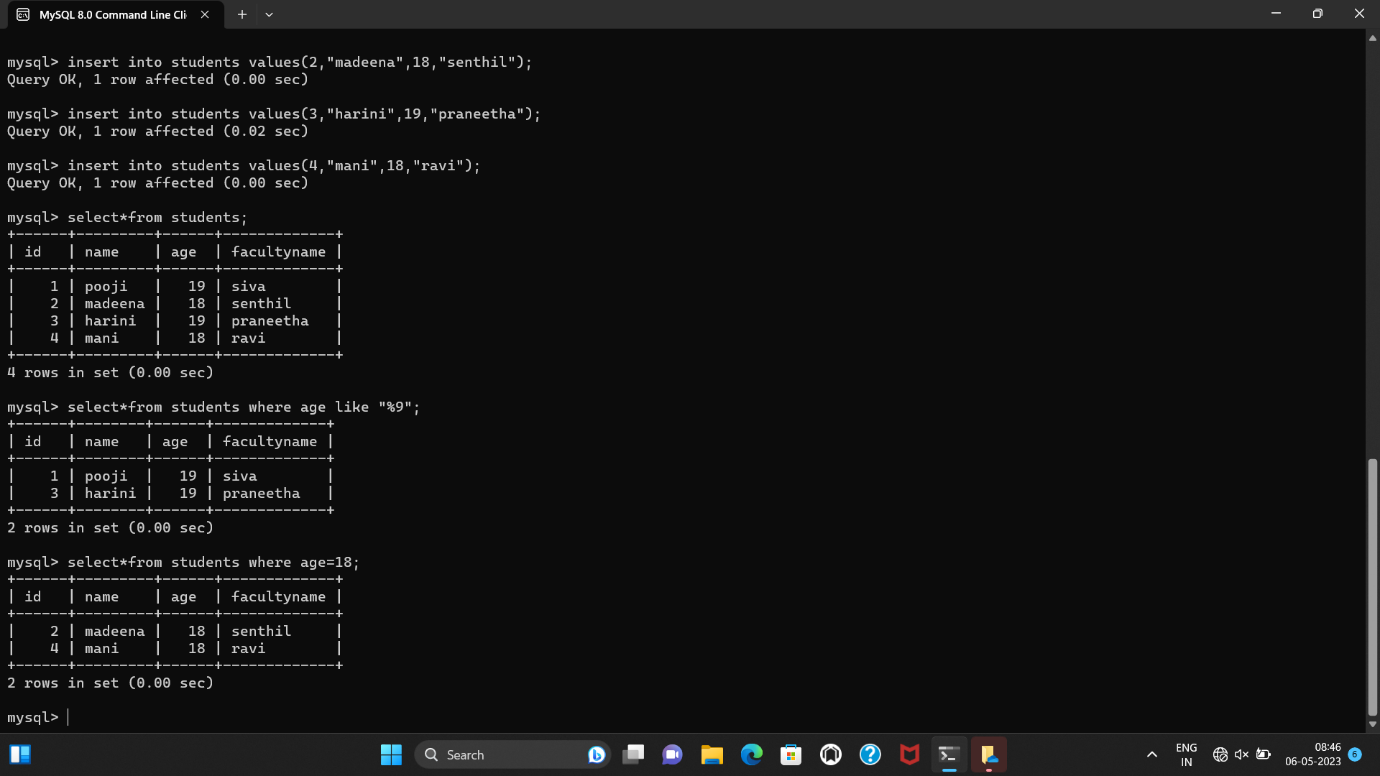 MySQL 8.0 Command Line Cli
mysql> insert into students values(2,"madeena",18,"senthil");
Query OK, 1 row affected (0.00 sec)
mysql> insert into students values(3,"harini",19,"praneetha");
Query OK, 1 row affected (0.02 sec)
mysql> insert into students values(4,"mani",18,"ravi");
Query OK, 1 row affected (0.00 sec)
mysql> select*from students;
+------+---------+------+-------------+
| id   | name    | age  | facultyname |
+------+---------+------+-------------+
|    1 | pooji   |   19 | siva        |
|    2 | madeena |   18 | senthil     |
|    3 | harini  |   19 | praneetha   |
|    4 | mani    |   18 | ravi        |
+------+---------+------+-------------+
4 rows in set (0.00 sec)
mysql> select*from students where age like "%9";
+------+--------+------+-------------+
| id   | name   | age  | facultyname |
+------+--------+------+-------------+
|    1 | pooji  |   19 | siva        |
|    3 | harini |   19 | praneetha   |
+------+--------+------+-------------+
2 rows in set (0.00 sec)
mysql> select*from students where age=18;
+------+---------+------+-------------+
| id   | name    | age  | facultyname |
+------+---------+------+-------------+
|    2 | madeena |   18 | senthil     |
|    4 | mani    |   18 | ravi        |
+------+---------+------+-------------+
2 rows in set (0.00 sec)
mysql>
Search
ENG
IN
08:46
06-05-2023
6